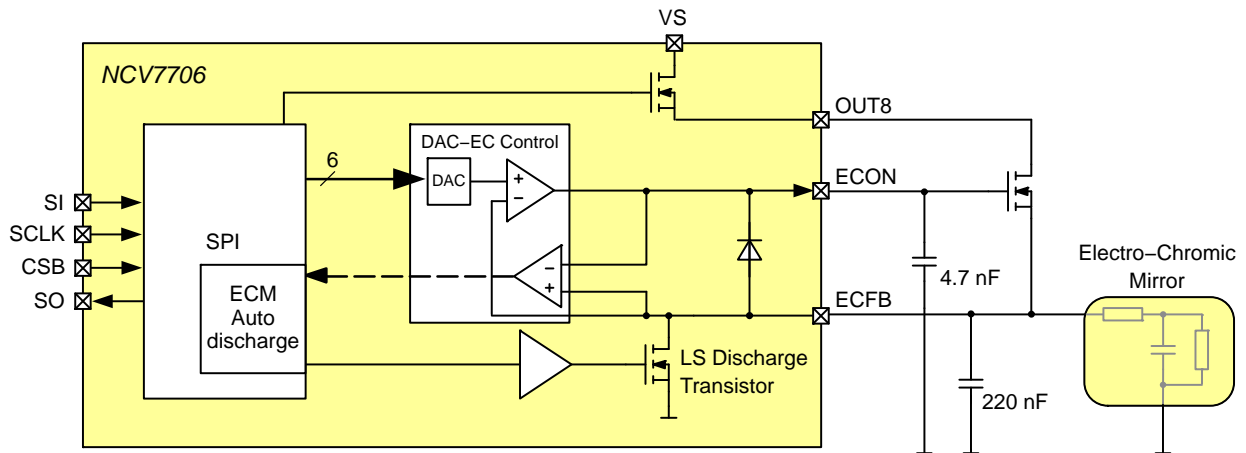 VS
NCV7706
OUT8
DAC−EC Control
6
DAC
+
−
ECON
SI
SCLK
CSB
SO
SPI
ECM
Auto
discharge
−
+
4.7 nF
Electro−Chromic
Mirror
ECFB
LS Discharge
Transistor
220 nF